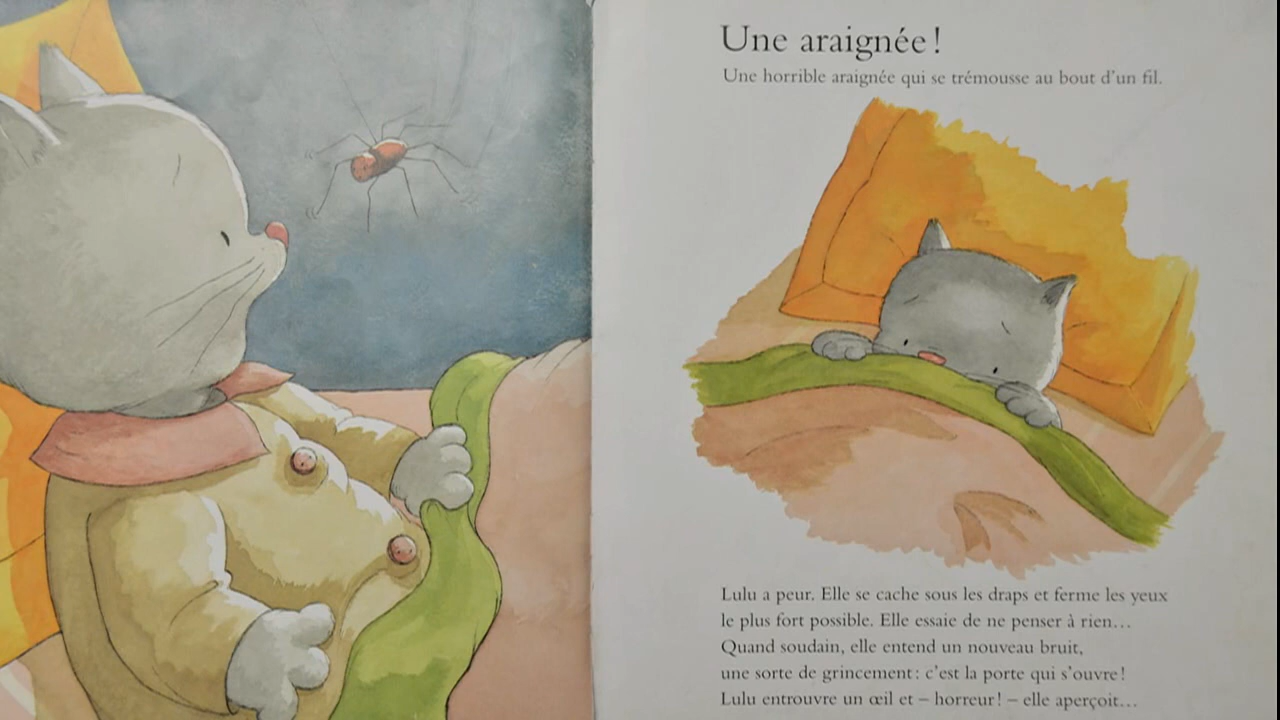 Une araignée !
Une horrible araignée qui se trémousse au bout d'un fil.
Lulu a peur. Elle se cache sous les draps et ferme les yeux
le plus fort possible. Elle essaie de ne penser à rien…
Quand soudain, elle entend un nouveau bruit,
une sorte de grincement : c'est la porte qui s'ouvre !
Lulu entrouvre un œil et – horreur ! – elle aperçoit…